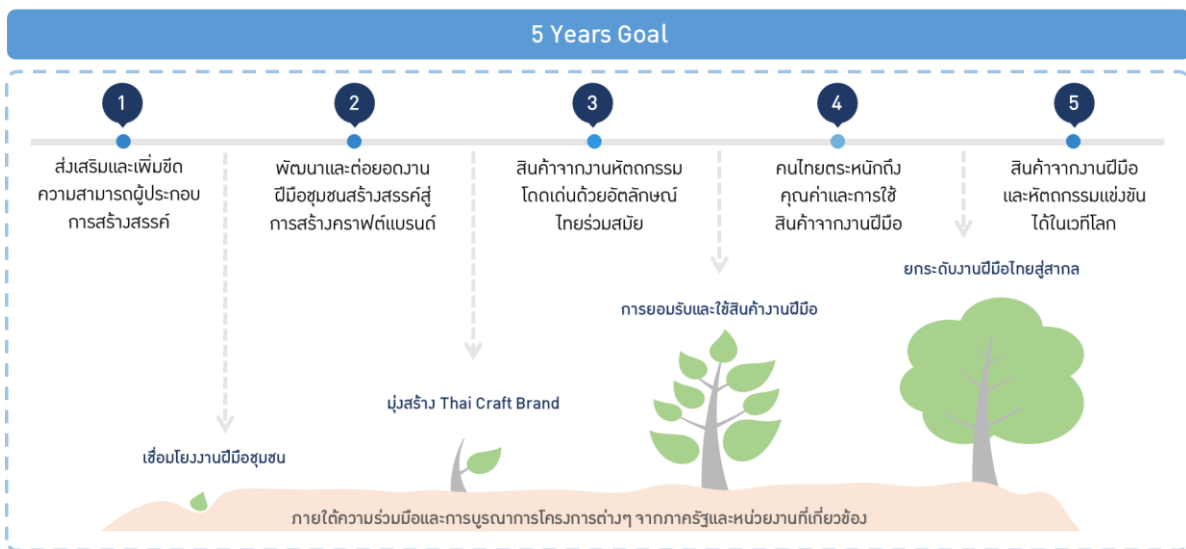 5 Years Goal
1
ส่งเสริมและเพิ่มขีด
ความสามารถผู้ประกอบ
การสร้างสรรค์
2
พัฒนาและต่อยอดงาน
ฝีมือชุมชนสร้างสรรค์สู่
การสร้างคราฟต์แบรนด์
3
สินค้าจากงานหัตถกรรม
โดดเด่นด้วยอัตลักษณ์
ไทยร่วมสมัย
4
คนไทยตระหนักถึง
คุณค่าและการใช้
สินค้าจากงานฝีมือ
5
สินค้าจากงานฝีมือ
และหัตถกรรมแข่งขัน
ได้ในเวทีโลก
เชื่อมโยงงานฝีมือชุมชน
มุ่งสร้าง Thai Craft Brand
การยอมรับและใช้สินค้างานฝีมือ
ยกระดับงานฝีมือไทยสู่สากล
ภายใต้ความร่วมมือและการบูรณาการโครงการต่างๆ จากภาครัฐและหน่วยงานที่เกี่ยวข้อง